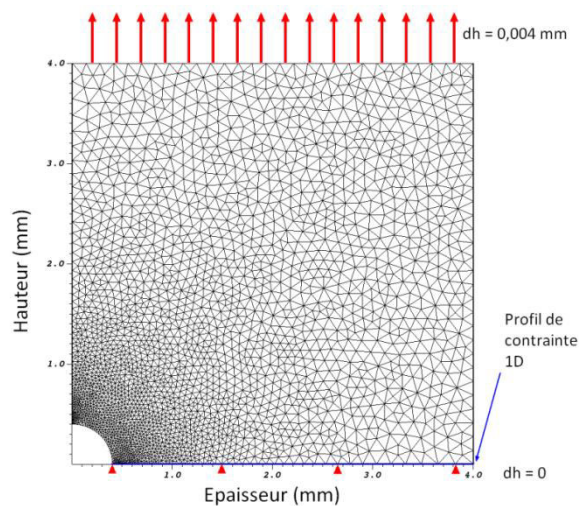 dh = 0,004 mm
4.0
3.0
Hauteur (mm)
2.0
Profil de
contrainte
1D
1.0
1.0
2.0
3.0
4.0
dh = 0
Epaisseur (mm)